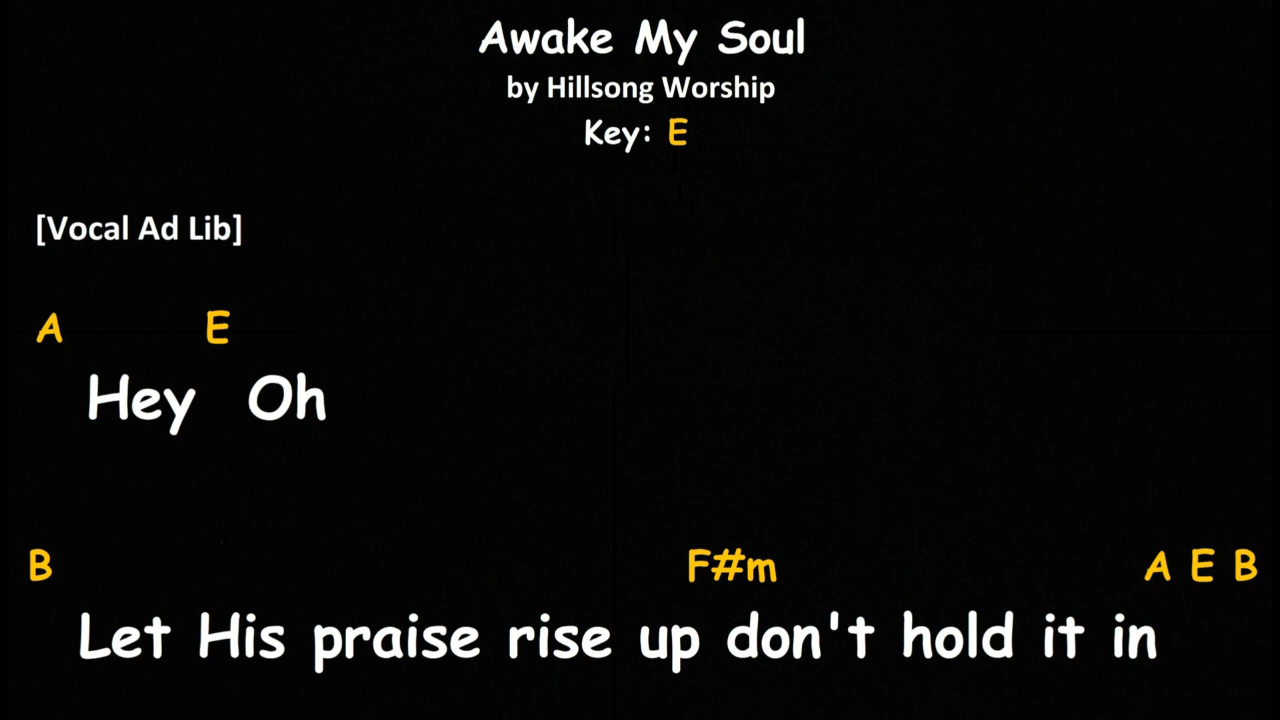 Awake My Soul
by Hillsong Worship
Key: E
[Vocal Ad Lib]
A E
Hey Oh
B F#m A E B
Let His praise rise up don't hold it in